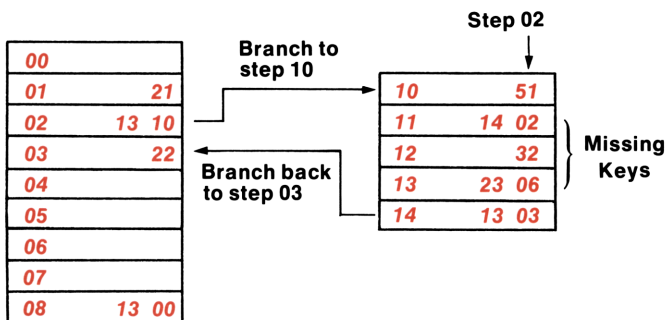 Step 02
Branch to
step 10
00
01 21
02 13 10
03 22
04
05
06
07
08 13 00
Branch back
to step 03
10 51
11 14 02
12 32
13 23 06
14 13 03
Missing
Keys